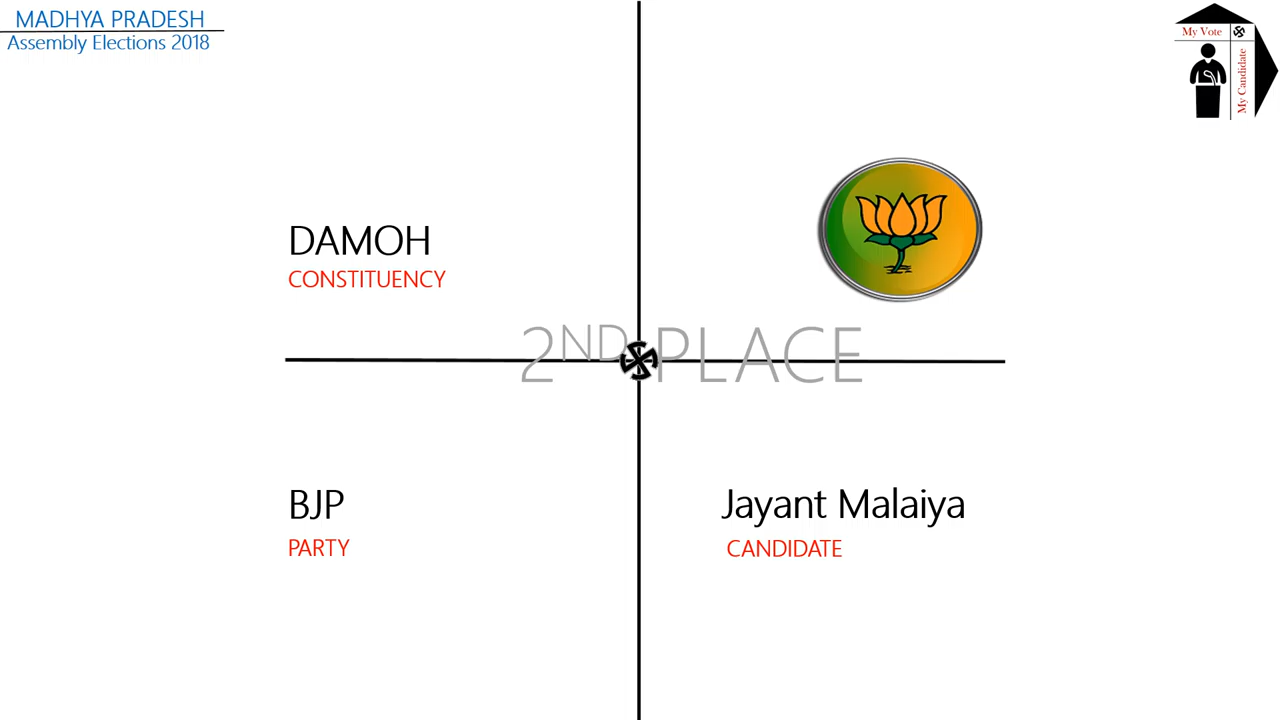 MADHYA PRADESH
Assembly Elections 2018
My Vote
My Candidate
DAMOH
CONSTITUENCY
2ND PLACE
BJP
PARTY
Jayant Malaiya
CANDIDATE